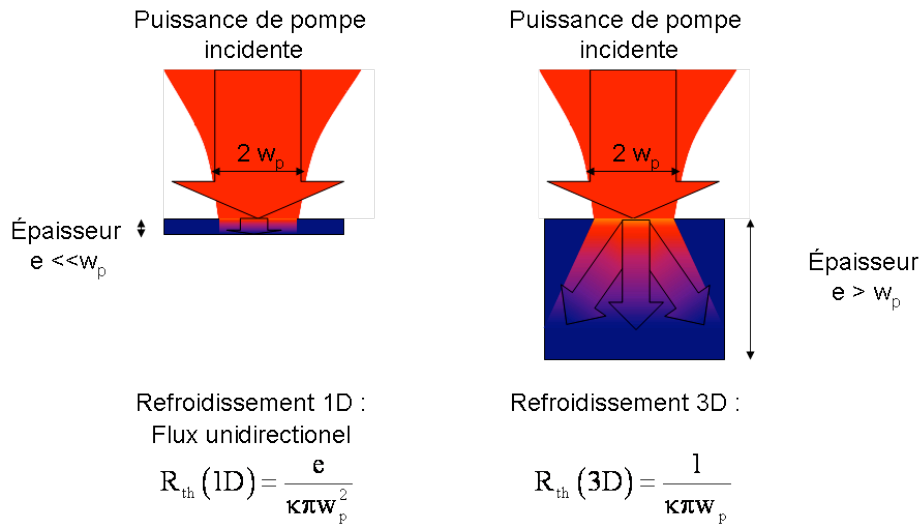 Puissance de pompe
incidente
2 w_p
Épaisseur
e <<w_p
Refroidissement 1D :
Flux unidirectionel
R_th (1D) = e / κπw_p^2
Puissance de pompe
incidente
2 w_p
Épaisseur
e > w_p
Refroidissement 3D :
R_th (3D) = 1 / κπw_p